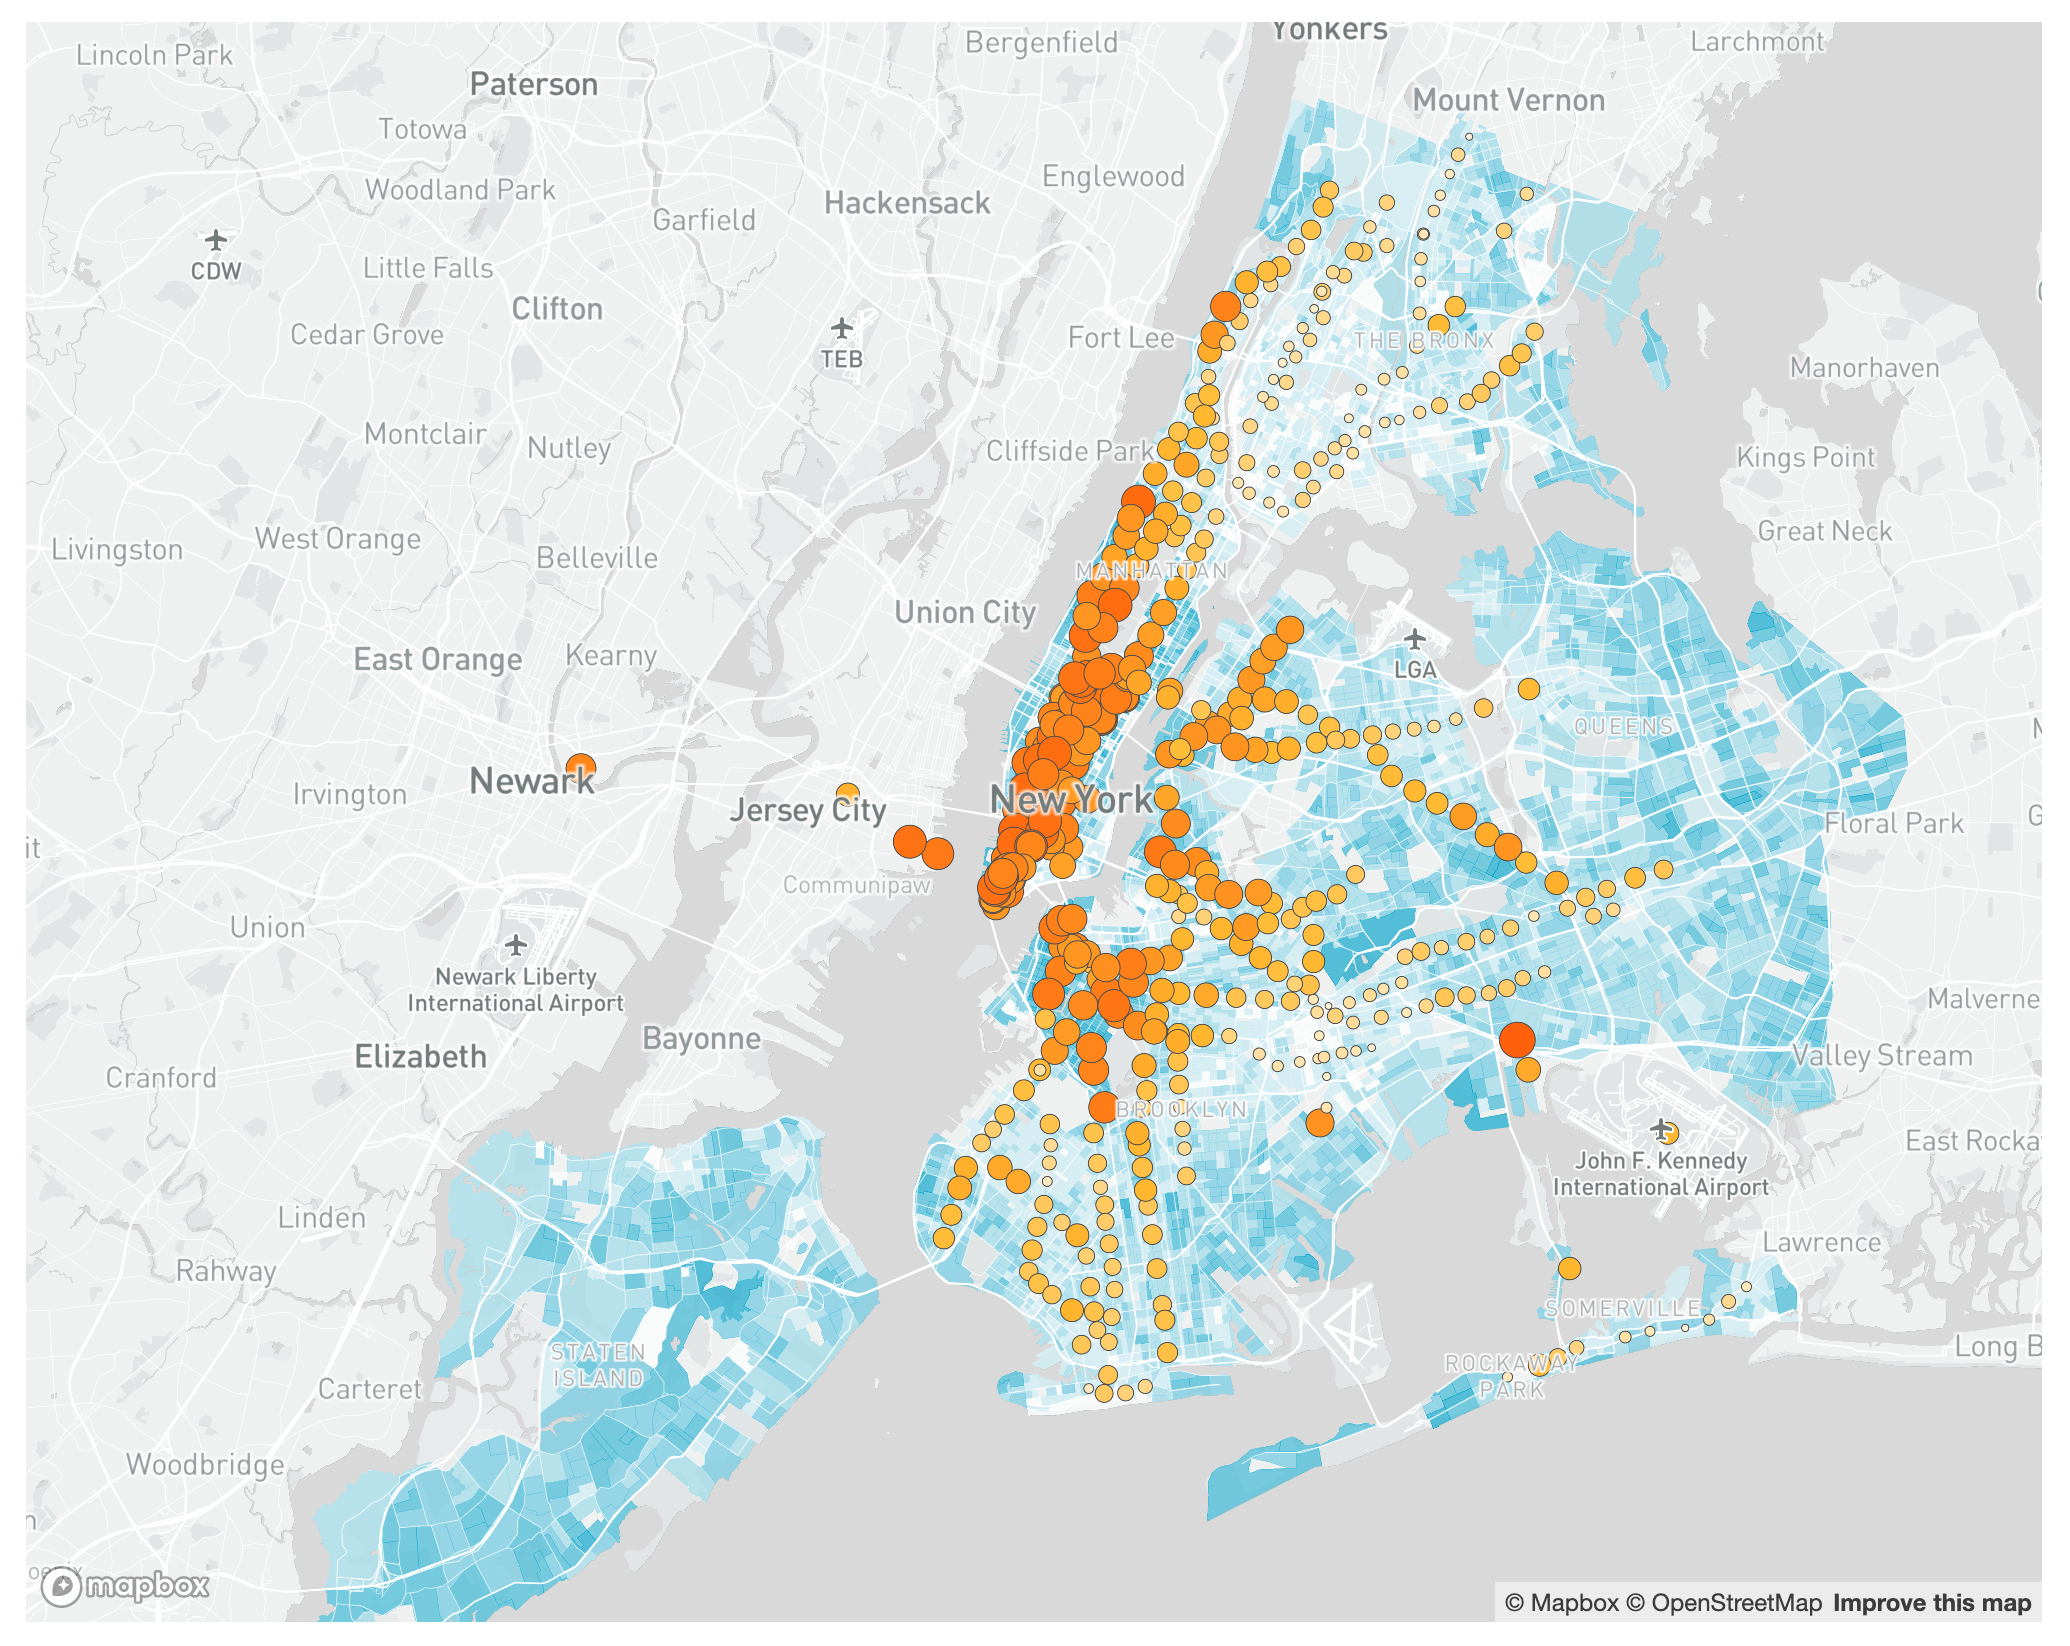 Yonkers
Lincoln Park
Bergenfield
Larchmont
Paterson
Mount Vernon
Totowa
Englewood
Woodland Park
Hackensack
Garfield
CDW
Little Falls
Clifton
Cedar Grove
Fort Lee
THE BRONX
TEB
Manorhaven
Montclair
Nutley
Cliffside Park
Kings Point
Great Neck
West Orange
Livingston
Belleville
MANHATTAN
Union City
East Orange
Kearny
LGA
QUEENS
Newark
Irvington
Jersey City
New York
Floral Park
Communipaw
Union
Newark Liberty
International Airport
Malverne
Bayonne
Elizabeth
Valley Stream
Cranford
BROOKLYN
East Rocka
John F. Kennedy
International Airport
Linden
Lawrence
Rahway
SOMERVILLE
STATEN
ISLAND
Long B
ROCKAWAY
PARK
Carteret
Woodbridge
mapbox
© Mapbox © OpenStreetMap Improve this map